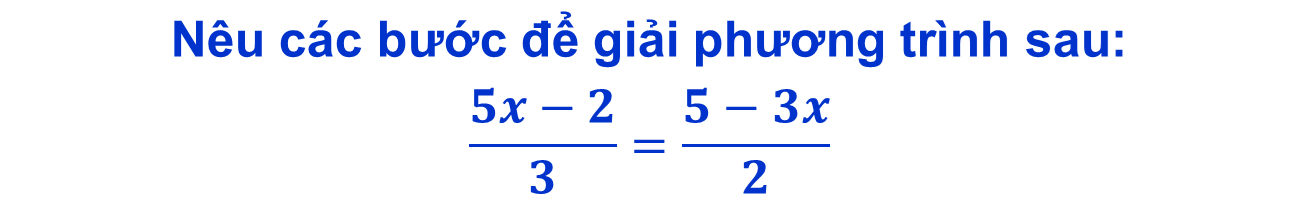 Nêu các bước để giải phương trình sau:
5x − 2 / 3 = 5 − 3x / 2